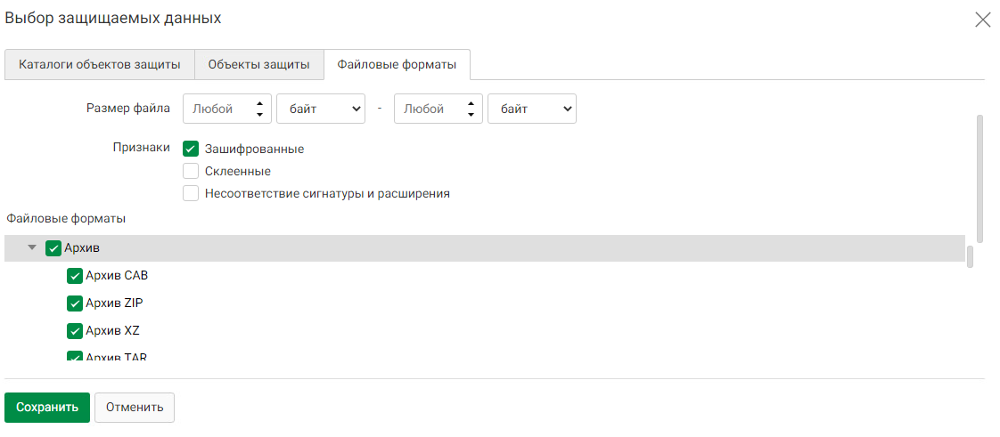 Выбор защищаемых данных
Каталоги объектов защиты Объекты защиты Файловые форматы
Размер файла Любой байт - Любой байт
Признаки Зашифрованные
Склеенные
Несоответствие сигнатуры и расширения
Файловые форматы
Архив
Архив CAB
Архив ZIP
Архив XZ
Архив TAR
Сохранить Отменить